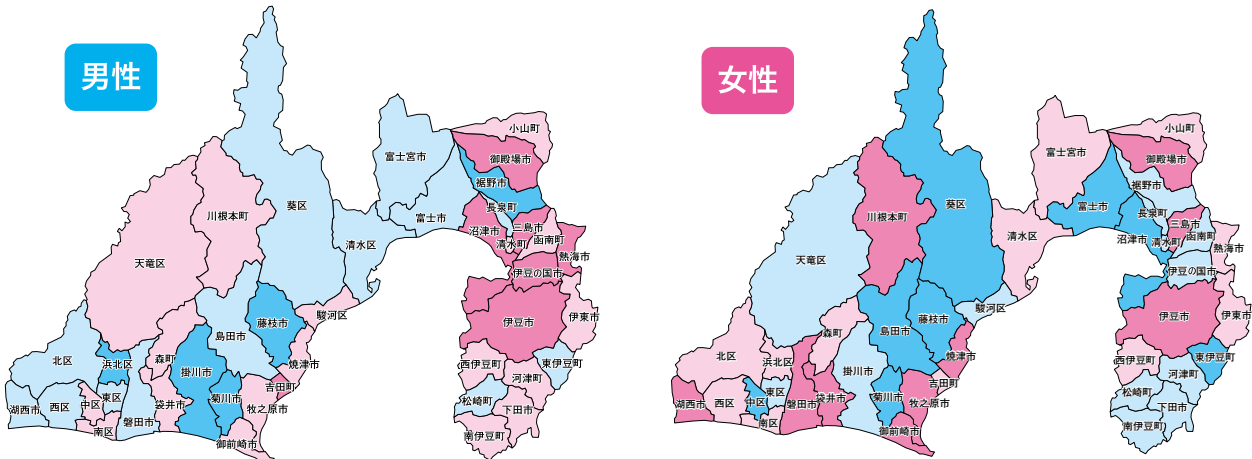 男性
小山町
御殿場市
富士宮市
裾野市
長泉町
富士市
葵区
川根本町
沼津市
三島市
清水町
函南町
清水区
熱海市
天竜区
伊豆の国市
駿河区
伊豆市
伊東市
藤枝市
島田市
北区
浜北区
森町
焼津市
西伊豆町
東伊豆町
掛川市
河津町
吉田町
東区
菊川市
松崎町
湖西市
西区
中区
袋井市
牧之原市
下田市
磐田市
南区
御前崎市
南伊豆町
女性
小山町
御殿場市
富士宮市
裾野市
長泉町
葵区
富士市
川根本町
三島市
清水区
沼津市
清水町
函南町
熱海市
天竜区
伊豆の国市
駿河区
伊豆市
伊東市
藤枝市
島田市
森町
北区
浜北区
焼津市
西伊豆町
東伊豆町
掛川市
河津町
吉田町
東区
松崎町
菊川市
湖西市
西区
中区
磐田市
袋井市
牧之原市
下田市
南区
御前崎市
南伊豆町